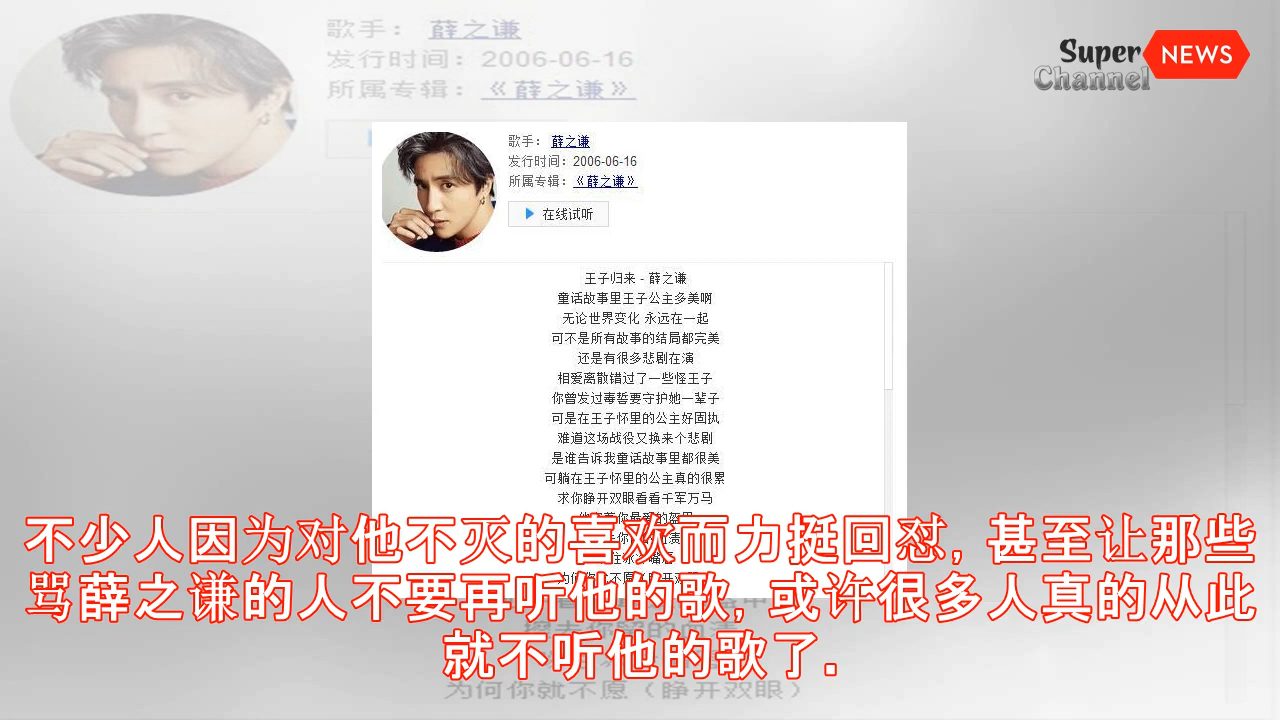 歌手： 薛之谦
发行时间：2006-06-16
所属专辑：《薛之谦》
Super
Channel
NEWS
歌手： 薛之谦
发行时间：2006-06-16
所属专辑：《薛之谦》
在线试听
王子归来 - 薛之谦
童话故事里王子公主多美啊
无论世界变化 永远在一起
可不是所有故事的结局都完美
还是有很多悲剧在演
相爱离散错过了一些怪王子
你曾发过毒誓要守护她一辈子
可是在王子怀里的公主好固执
难道这场战役又换来个悲剧
是谁告诉我童话故事里都很美
可躺在王子怀里的公主真的很累
求你睁开双眼看看千军万马
不少人因为对他不灭的喜欢而力挺回怼, 甚至让那些
骂薛之谦的人不要再听他的歌, 或许很多人真的从此
就不听他的歌了.
为何你就不愿（睁开双眼）